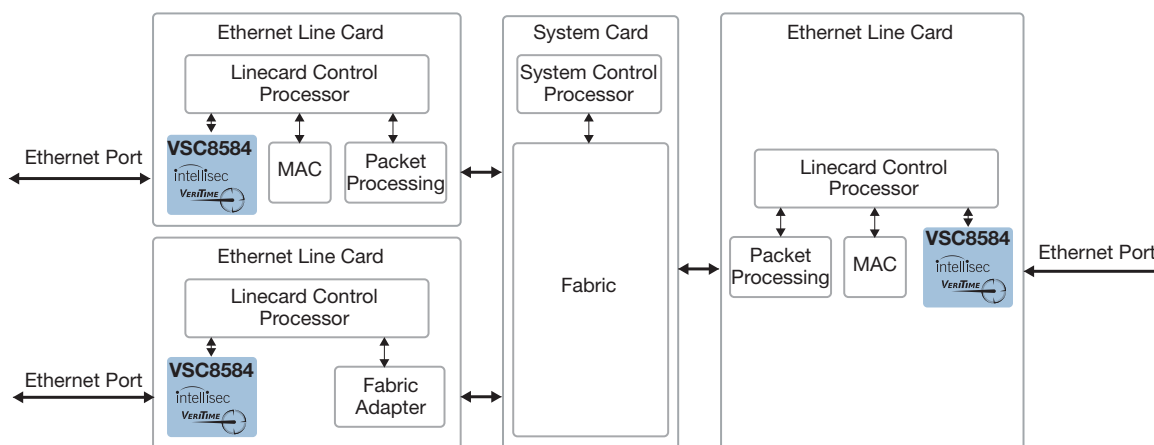 Ethernet Line Card
Linecard Control
Processor
Ethernet Port
VSC8584
intellisec
VERITIME
MAC
Packet
Processing
Ethernet Line Card
Linecard Control
Processor
Ethernet Port
VSC8584
intellisec
VERITIME
Fabric
Adapter
System Card
System Control
Processor
Fabric
Ethernet Line Card
Linecard Control
Processor
Packet
Processing
MAC
VSC8584
intellisec
VERITIME
Ethernet Port